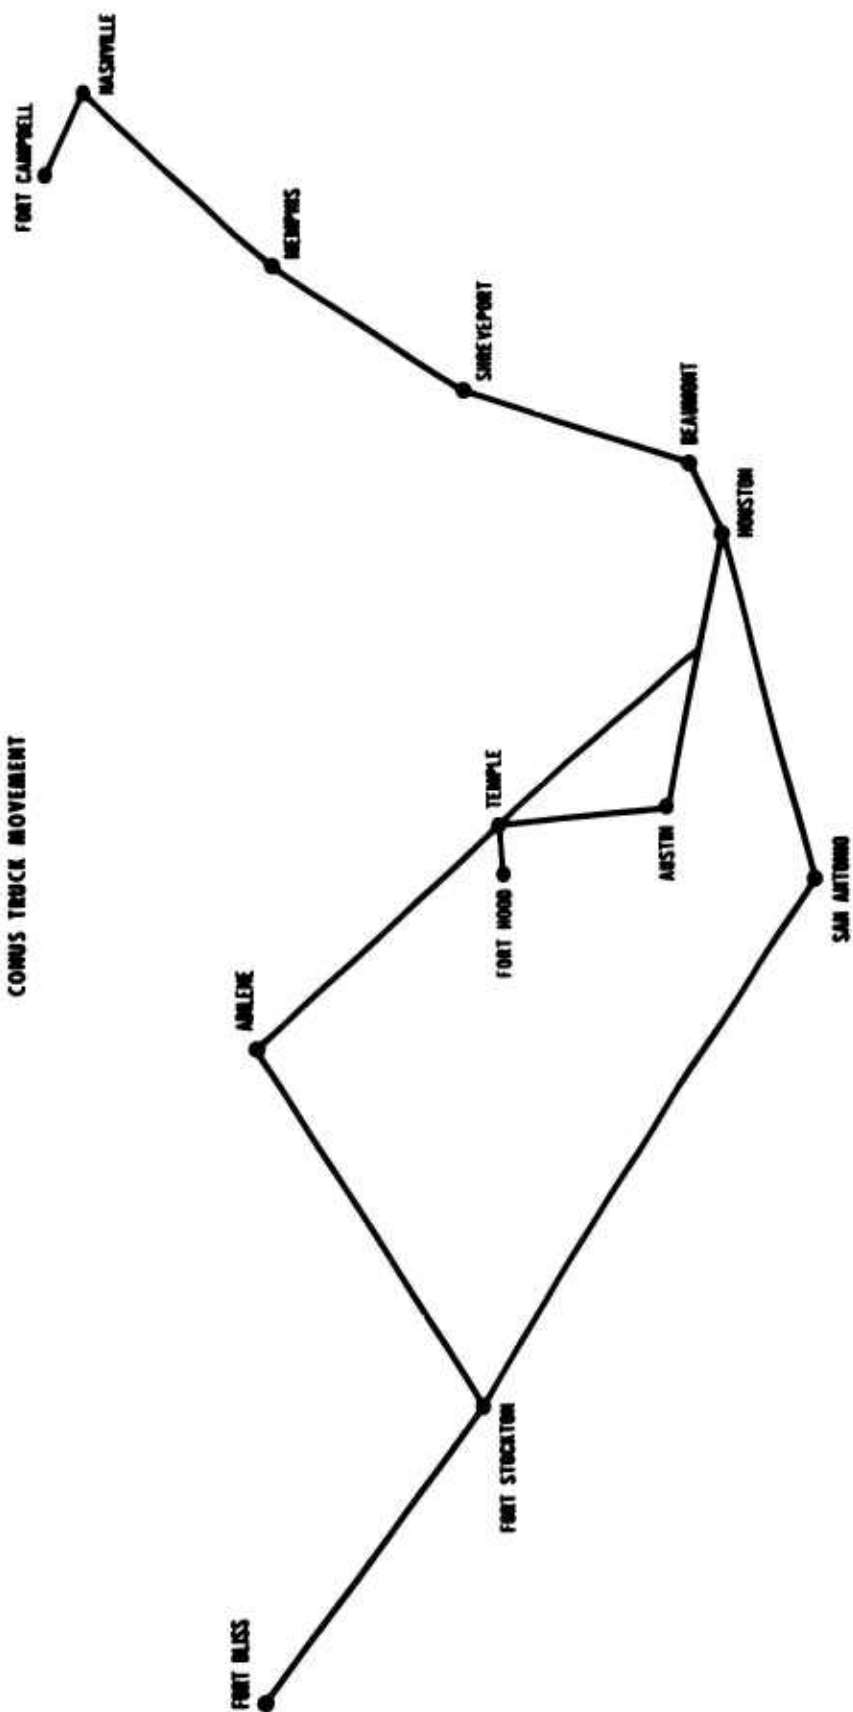 CONUS TRUCK MOVEMENT
FORT CAMPBELL
NASHVILLE
MEMPHIS
SHREVEPORT
BEAUMONT
HOUSTON
TEMPLE
FORT HOOD
AUSTIN
SAN ANTONIO
ABILENE
FORT STOCKTON
FORT BLISS